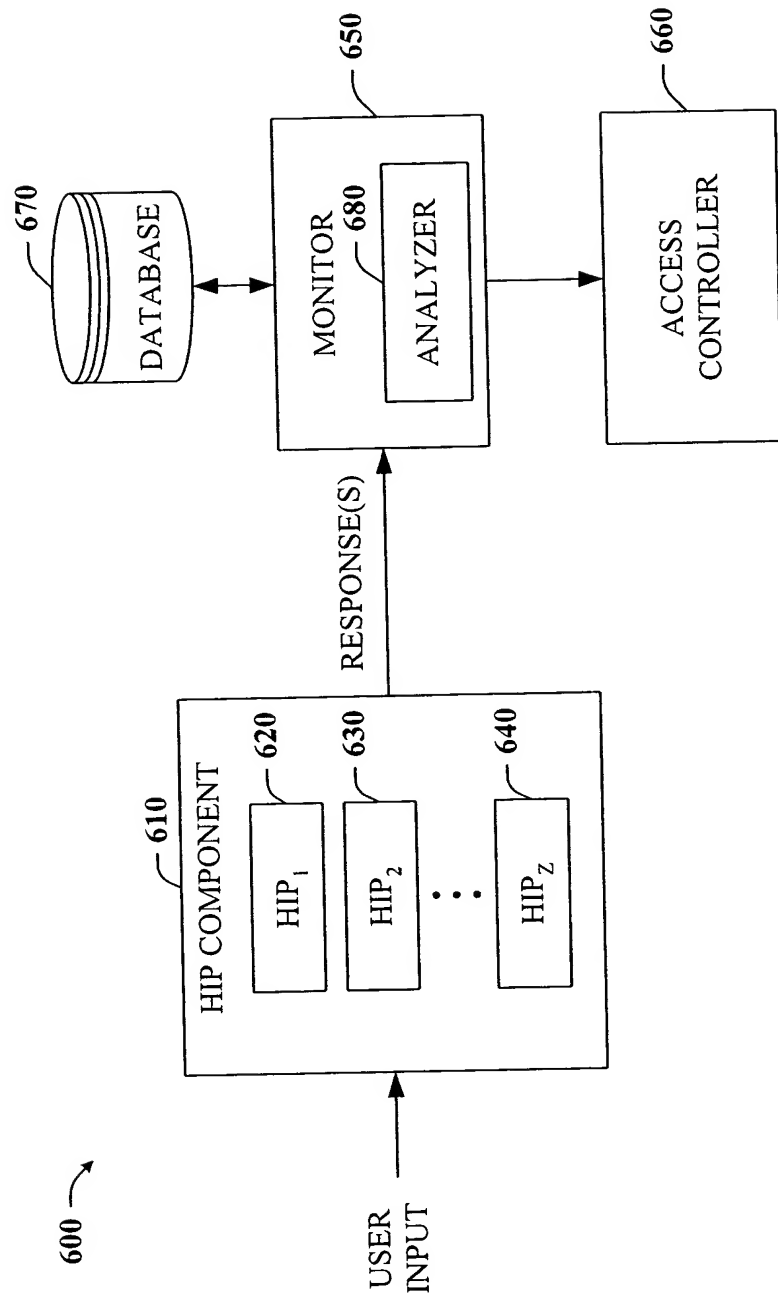 600
USER
INPUT
610
HIP COMPONENT
620
HIP1
630
HIP2
640
HIPZ
RESPONSE(S)
670
DATABASE
650
MONITOR
680
ANALYZER
660
ACCESS
CONTROLLER